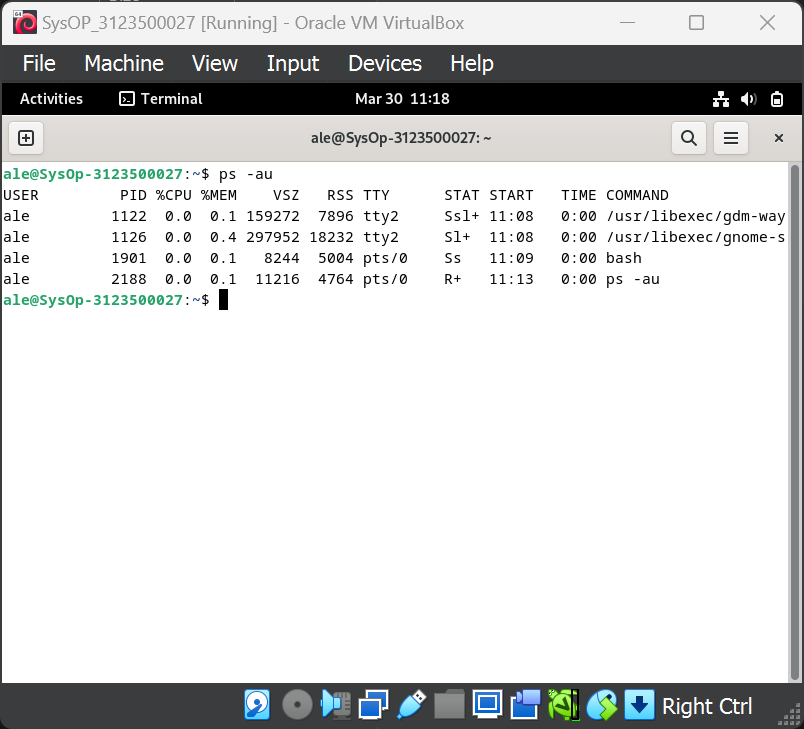 SysOP_3123500027 [Running] - Oracle VM VirtualBox
File Machine View Input Devices Help
Activities Terminal Mar 30 11:18
ale@SysOp-3123500027: ~
ale@SysOp-3123500027:~$ ps -au
USER PID %CPU %MEM VSZ RSS TTY STAT START TIME COMMAND
ale 1122 0.0 0.1 159272 7896 tty2 Ssl+ 11:08 0:00 /usr/libexec/gdm-way
ale 1126 0.0 0.4 297952 18232 tty2 Sl+ 11:08 0:00 /usr/libexec/gnome-s
ale 1901 0.0 0.1 8244 5004 pts/0 Ss 11:09 0:00 bash
ale 2188 0.0 0.1 11216 4764 pts/0 R+ 11:13 0:00 ps -au
ale@SysOp-3123500027:~$
Right Ctrl